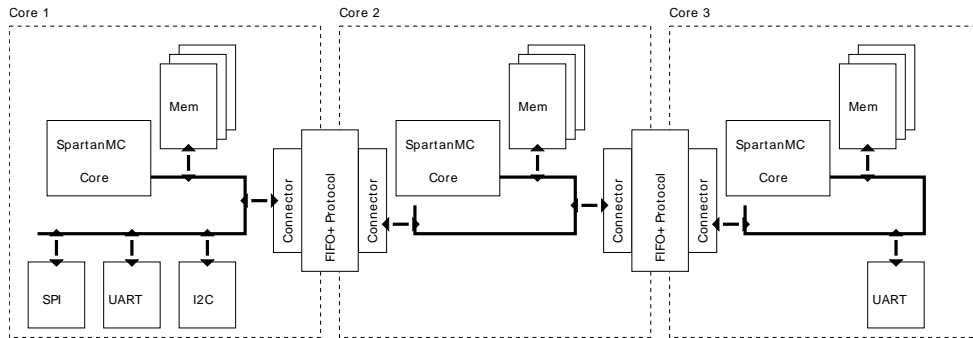 Core 1
Core 2
Core 3
Mem
SpartanMC
Core
Connector
FIFO+ Protocol
Connector
SPI
UART
I2C
Mem
SpartanMC
Core
Connector
FIFO+ Protocol
Connector
Mem
SpartanMC
Core
UART